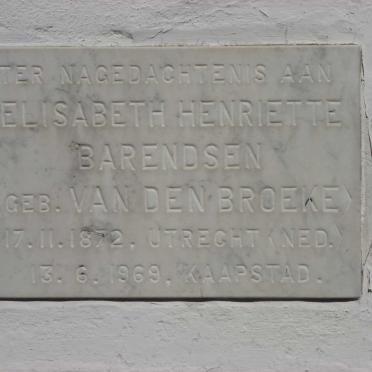 TER NAGEDACHTENIS AAN
ELISABETH HENRIETTE
BARENDSEN
GEB. VAN DEN BROEKE)
17.11.1872, UTRECHT (NED.)
13.6.1969, KAAPSTAD.